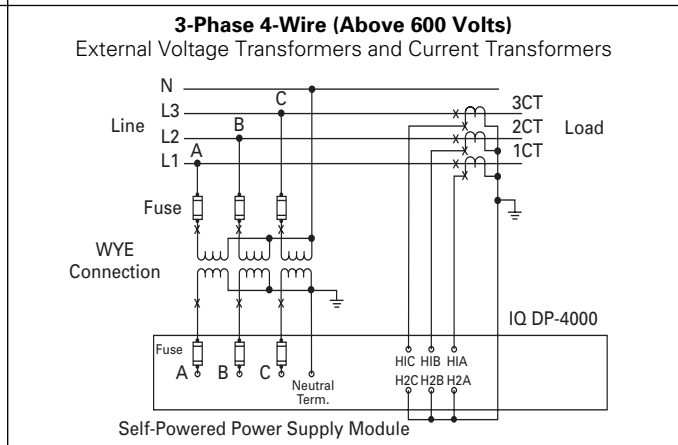 3-Phase 4-Wire (Above 600 Volts)
External Voltage Transformers and Current Transformers
N
C
L3
3CT
Line
B
L2
2CT
Load
A
L1
1CT
Fuse
WYE
Connection
IQ DP-4000
Fuse
A
B
C
Neutral
Term.
HIC HIB HIA
H2C H2B H2A
Self-Powered Power Supply Module